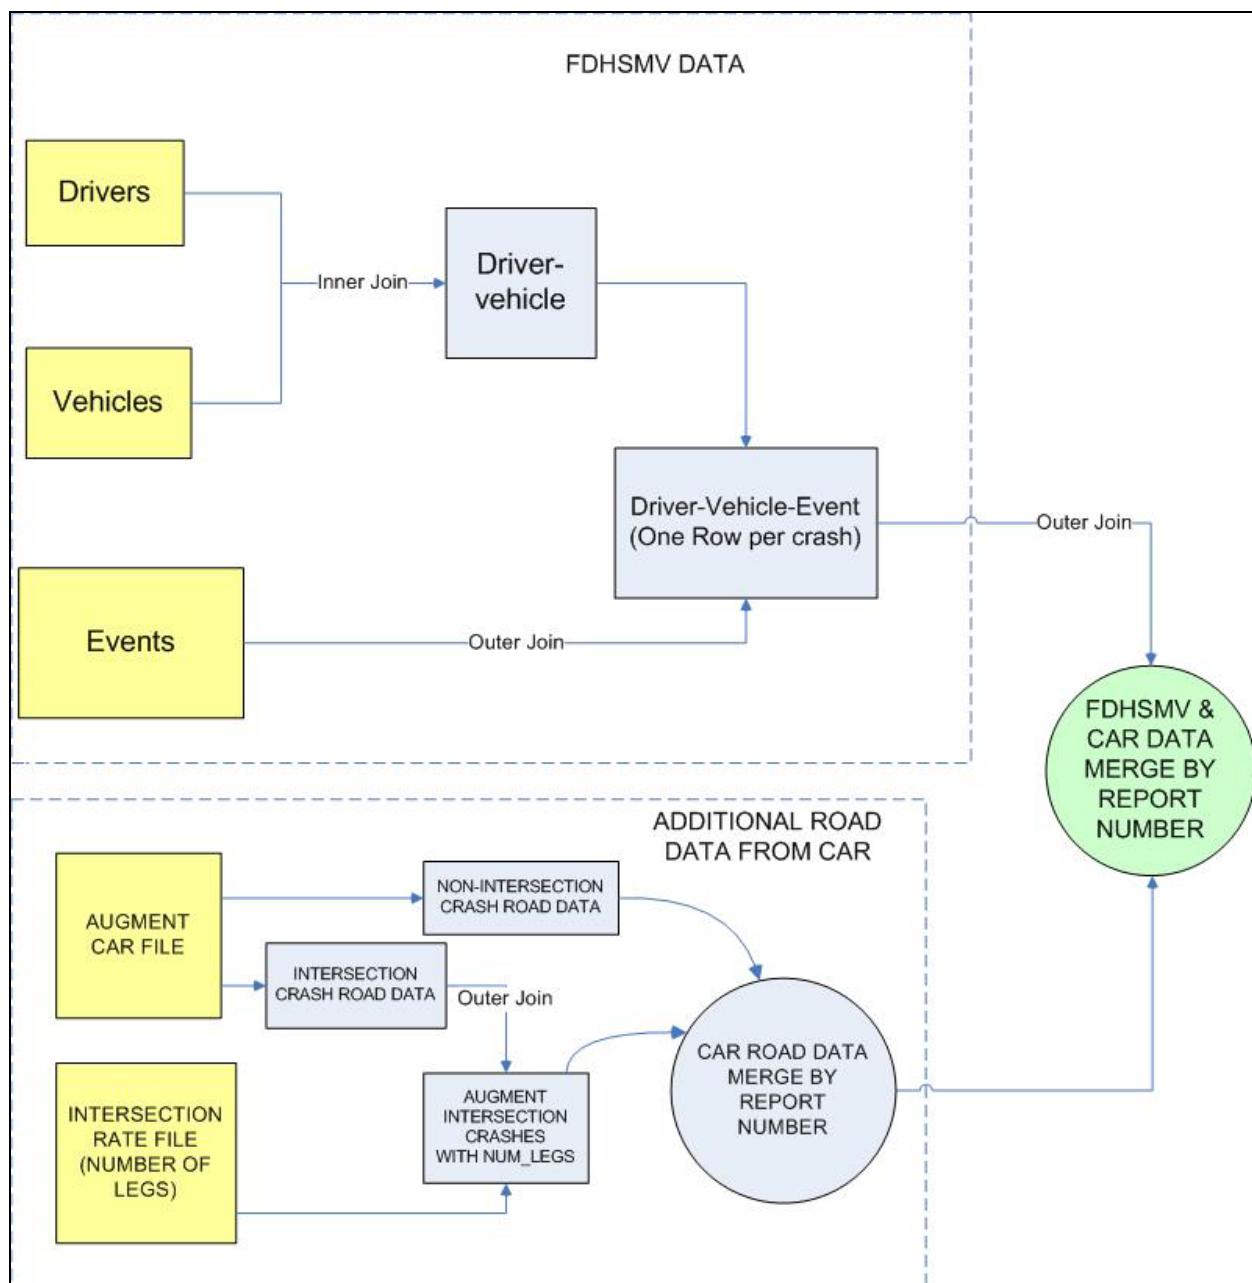 FDHSMV DATA
Drivers
Inner Join
Driver-
vehicle
Vehicles
Driver-Vehicle-Event
(One Row per crash)
Outer Join
Events
Outer Join
FDHSMV &
CAR DATA
MERGE BY
REPORT
NUMBER
ADDITIONAL ROAD
DATA FROM CAR
AUGMENT
CAR FILE
NON-INTERSECTION
CRASH ROAD DATA
INTERSECTION
CRASH ROAD DATA
Outer Join
INTERSECTION
RATE FILE
(NUMBER OF
LEGS)
AUGMENT
INTERSECTION
CRASHES
WITH NUM_LEGS
CAR ROAD DATA
MERGE BY
REPORT
NUMBER